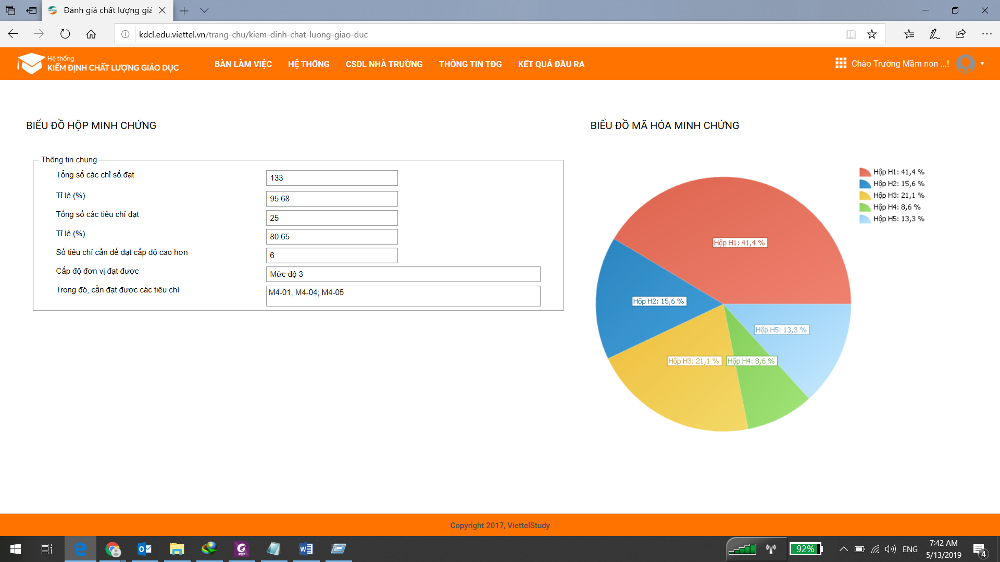 Đánh giá chất lượng giá
kdcl.edu.viettel.vn/trang-chu/kiem-dinh-chat-luong-giao-duc
Hệ thống
KIỂM ĐỊNH CHẤT LƯỢNG GIÁO DỤC
BÀN LÀM VIỆC
HỆ THỐNG
CSDL NHÀ TRƯỜNG
THÔNG TIN TĐG
KẾT QUẢ ĐẦU RA
Chào Trường Mầm non ...!
BIỂU ĐỒ HỘP MINH CHỨNG
Thông tin chung
Tổng số các chỉ số đạt
133
Tỉ lệ (%)
95.68
Tổng số các tiêu chí đạt
25
Tỉ lệ (%)
80.65
Số tiêu chí cần để đạt cấp độ cao hơn
6
Cấp độ đơn vị đạt được
Mức độ 3
Trong đó, cần đạt được các tiêu chí
M4-01; M4-04; M4-05
BIỂU ĐỒ MÃ HÓA MINH CHỨNG
Hộp H1: 41,4 %
Hộp H2: 15,6 %
Hộp H3: 21,1 %
Hộp H4: 8,6 %
Hộp H5: 13,3 %
Hộp H1: 41,4 %
Hộp H2: 15,6 %
Hộp H5: 13,3 %
Hộp H3: 21,1 %
Hộp H4: 8,6 %
Copyright 2017, ViettelStudy
PDF
92%
ENG
7:42 AM
5/13/2019
4